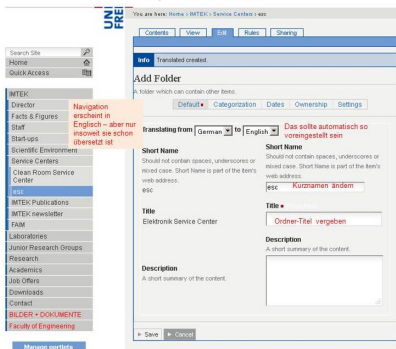 UNI
FREI
You are here: Home › IMTEK › Service Centers › esc
Contents View Edit Rules Sharing
Info Translated created.
Add Folder
A folder which can contain other items.
Default Categorization Dates Ownership Settings
Search Site
Home
Quick Access
IMTEK
Director
Facts & Figures
Staff
Start-ups
Scientific Environment
Service Centers
Clean Room Service
Center
esc
IMTEK Publications
IMTEK newsletter
FAIM
Laboratories
Junior Research Groups
Research
Academics
Job Offers
Downloads
Contact
BILDER + DOKUMENTE
Faculty of Engineering
Manage portlets
Navigation
erscheint in
Englisch – aber nur
insoweit sie schon
übersetzt ist
Translating from German to English
Das sollte automatisch so
voreingestellt sein
Short Name
Should not contain spaces, underscores or
mixed case. Short Name is part of the item's
web address.
esc
Short Name
Should not contain spaces, underscores or
mixed case. Short Name is part of the item's
web address.
esc Kurznamen ändern
Title
Elektronik Service Center
Title
Ordner-Titel vergeben
Description
A short summary of the content.
Description
A short summary of the content.
Save Cancel